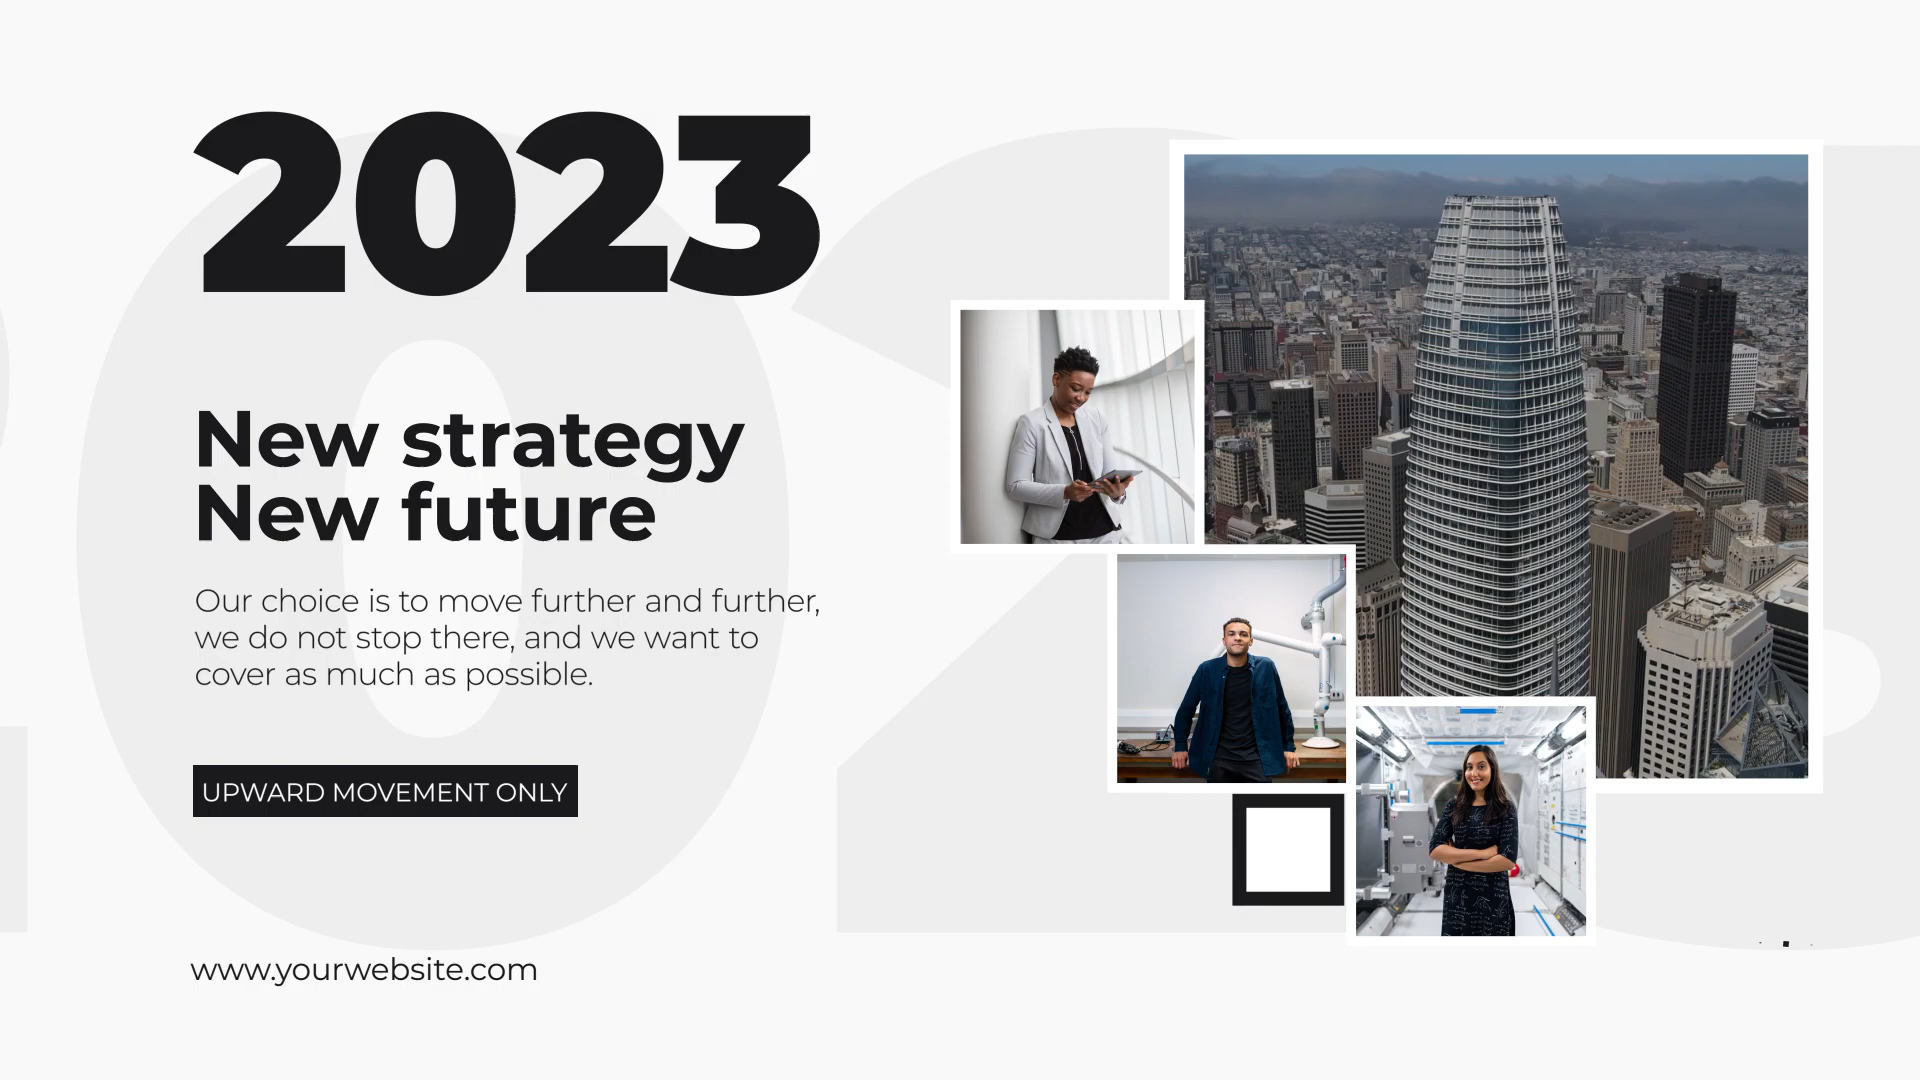 2023
New strategy
New future
Our choice is to move further and further,
we do not stop there, and we want to
cover as much as possible.
UPWARD MOVEMENT ONLY
www.yourwebsite.com